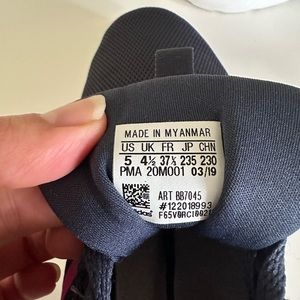 MADE IN MYANMAR
US UK FR JP CHN
5 4½ 37⅓ 235 230
PMA 20M001 03/19
ART BB7045
#122018993